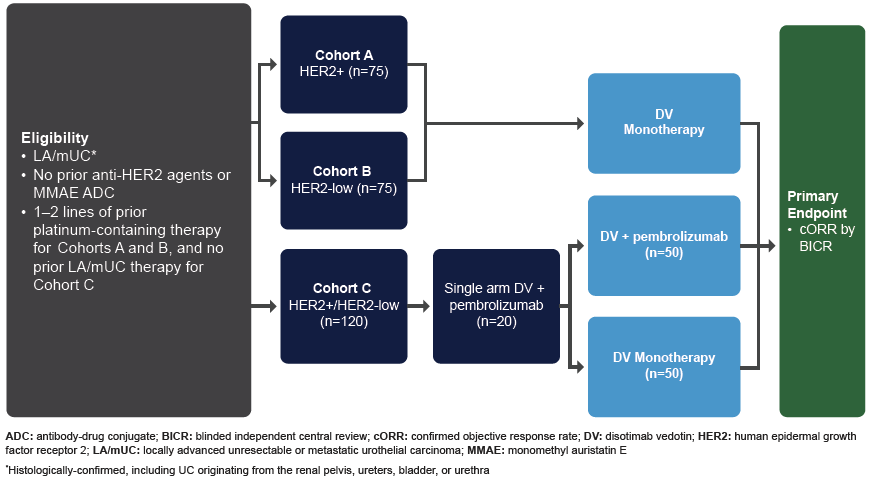 Eligibility
• LA/mUC*
• No prior anti-HER2 agents or
MMAE ADC
• 1–2 lines of prior
platinum-containing therapy
for Cohorts A and B, and no
prior LA/mUC therapy for
Cohort C
Cohort A
HER2+ (n=75)
Cohort B
HER2-low (n=75)
Cohort C
HER2+/HER2-low
(n=120)
Single arm DV +
pembrolizumab
(n=20)
DV
Monotherapy
DV + pembrolizumab
(n=50)
DV Monotherapy
(n=50)
Primary
Endpoint
• cORR by
BICR
ADC: antibody-drug conjugate; BICR: blinded independent central review; cORR: confirmed objective response rate; DV: disotimab vedotin; HER2: human epidermal growth
factor receptor 2; LA/mUC: locally advanced unresectable or metastatic urothelial carcinoma; MMAE: monomethyl auristatin E
*Histologically-confirmed, including UC originating from the renal pelvis, ureters, bladder, or urethra